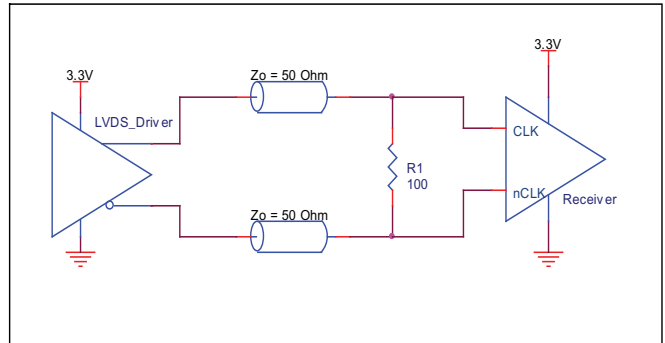 3.3V
Zo = 50 Ohm
3.3V
LVDS_Driver
CLK
R1
100
nCLK
Receiver
Zo = 50 Ohm